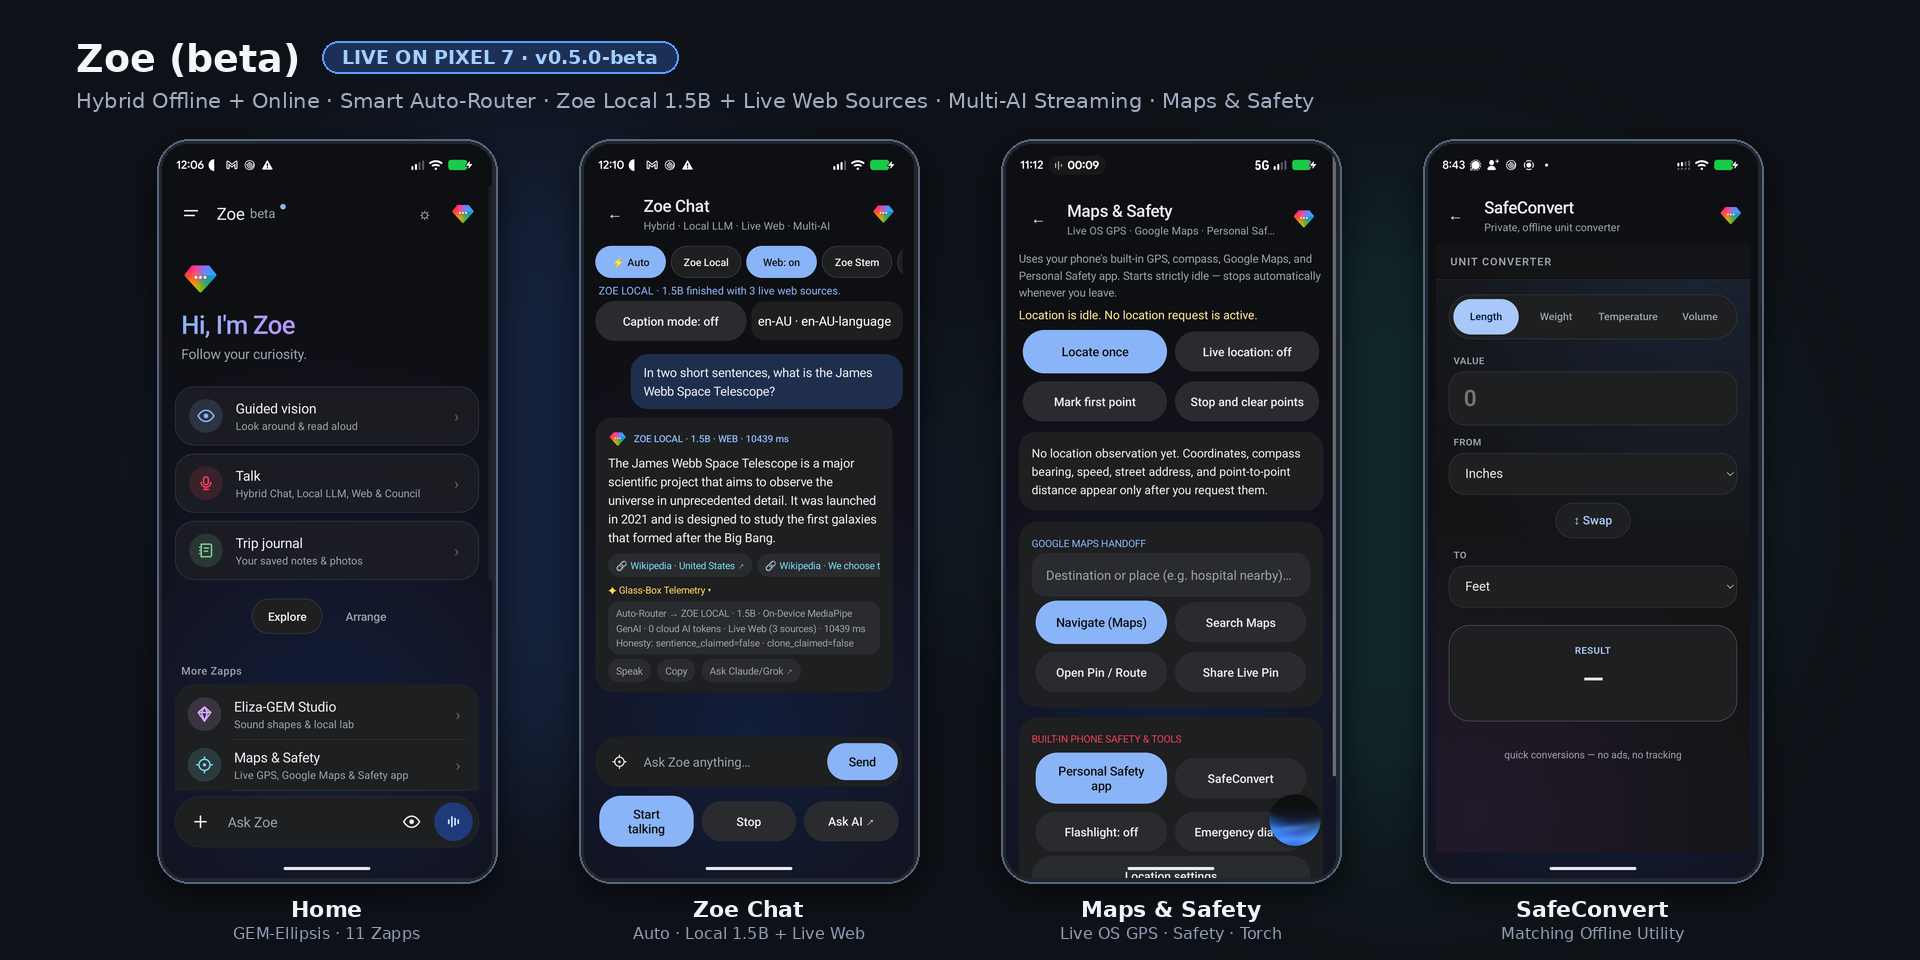 Zoe (beta)
LIVE ON PIXEL 7 · v0.5.0-beta
Hybrid Offline + Online · Smart Auto-Router · Zoe Local 1.5B + Live Web Sources · Multi-AI Streaming · Maps & Safety
12:06
Zoe beta
Hi, I'm Zoe
Follow your curiosity.
Guided vision
Look around & read aloud
Talk
Hybrid Chat, Local LLM, Web & Council
Trip journal
Your saved notes & photos
Explore
Arrange
More Zapps
Eliza-GEM Studio
Sound shapes & local lab
Maps & Safety
Live GPS, Google Maps & Safety app
Ask Zoe
Home
GEM-Ellipsis · 11 Zapps
12:10
Zoe Chat
Hybrid · Local LLM · Live Web · Multi-AI
⚡ Auto
Zoe Local
Web: on
Zoe Stem
ZOE LOCAL · 1.5B finished with 3 live web sources.
Caption mode: off
en-AU · en-AU-language
In two short sentences, what is the James
Webb Space Telescope?
ZOE LOCAL · 1.5B · WEB · 10439 ms
The James Webb Space Telescope is a major
scientific project that aims to observe the
universe in unprecedented detail. It was launched
in 2021 and is designed to study the first galaxies
that formed after the Big Bang.
🔗 Wikipedia · United States ↗
🔗 Wikipedia · We choose t
✦ Glass-Box Telemetry ▾
Auto-Router → ZOE LOCAL · 1.5B · On-Device MediaPipe
GenAI · 0 cloud AI tokens · Live Web (3 sources) · 10439 ms
Honesty: sentience_claimed=false · clone_claimed=false
Speak
Copy
Ask Claude/Grok ↗
Ask Zoe anything...
Send
Start
talking
Stop
Ask AI ↗
Zoe Chat
Auto · Local 1.5B + Live Web
11:12
00:09
5G
Maps & Safety
Live OS GPS · Google Maps · Personal Saf...
Uses your phone's built-in GPS, compass, Google Maps, and
Personal Safety app. Starts strictly idle — stops automatically
whenever you leave.
Location is idle. No location request is active.
Locate once
Live location: off
Mark first point
Stop and clear points
No location observation yet. Coordinates, compass
bearing, speed, street address, and point-to-point
distance appear only after you request them.
GOOGLE MAPS HANDOFF
Destination or place (e.g. hospital nearby)...
Navigate (Maps)
Search Maps
Open Pin / Route
Share Live Pin
BUILT-IN PHONE SAFETY & TOOLS
Personal Safety
app
SafeConvert
Flashlight: off
Emergency dia
Location settings
Maps & Safety
Live OS GPS · Safety · Torch
8:43
SafeConvert
Private, offline unit converter
UNIT CONVERTER
Length
Weight
Temperature
Volume
VALUE
0
FROM
Inches
↕ Swap
TO
Feet
RESULT
—
quick conversions — no ads, no tracking
SafeConvert
Matching Offline Utility